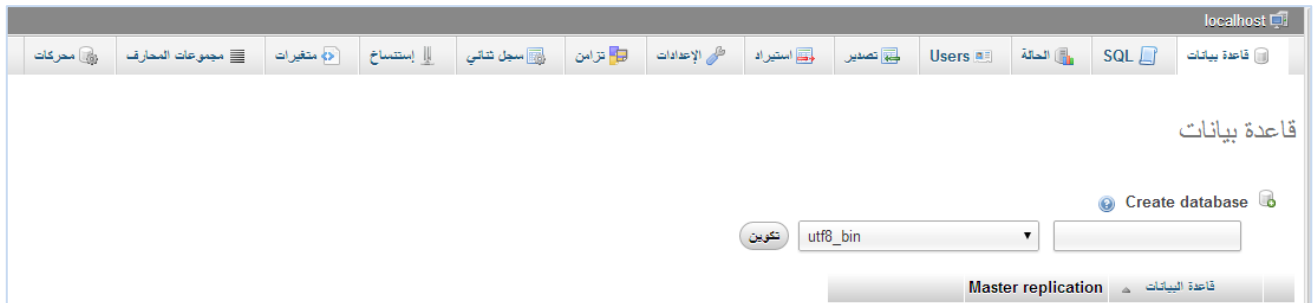 localhost
قاعدة بيانات SQL الحالة Users تصدير استيراد الإعدادات تزامن سجل ثنائي إستنساخ متغيرات مجموعات المحارف محركات
قاعدة بيانات
Create database
utf8_bin تكوين
قاعدة البيانات Master replication